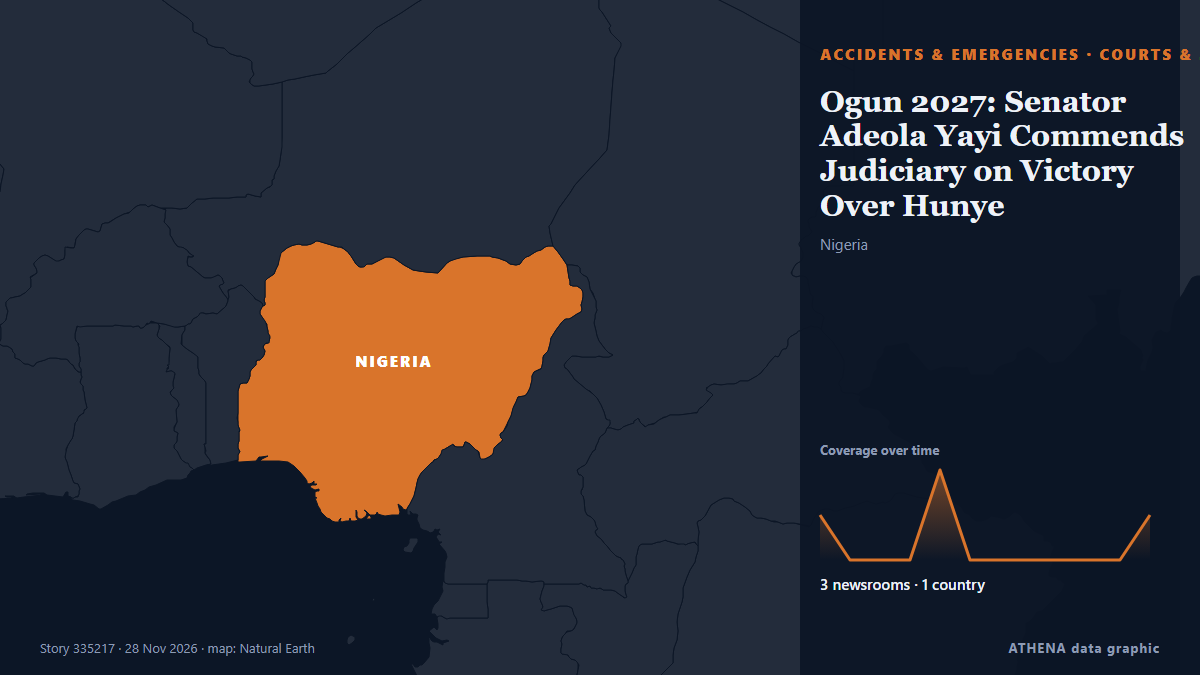 ACCIDENTS & EMERGENCIES · COURTS &
Ogun 2027: Senator
Adeola Yayi Commends
Judiciary on Victory
Over Hunye
Nigeria
NIGERIA
Coverage over time
3 newsrooms · 1 country
Story 335217 · 28 Nov 2026 · map: Natural Earth
ATHENA data graphic